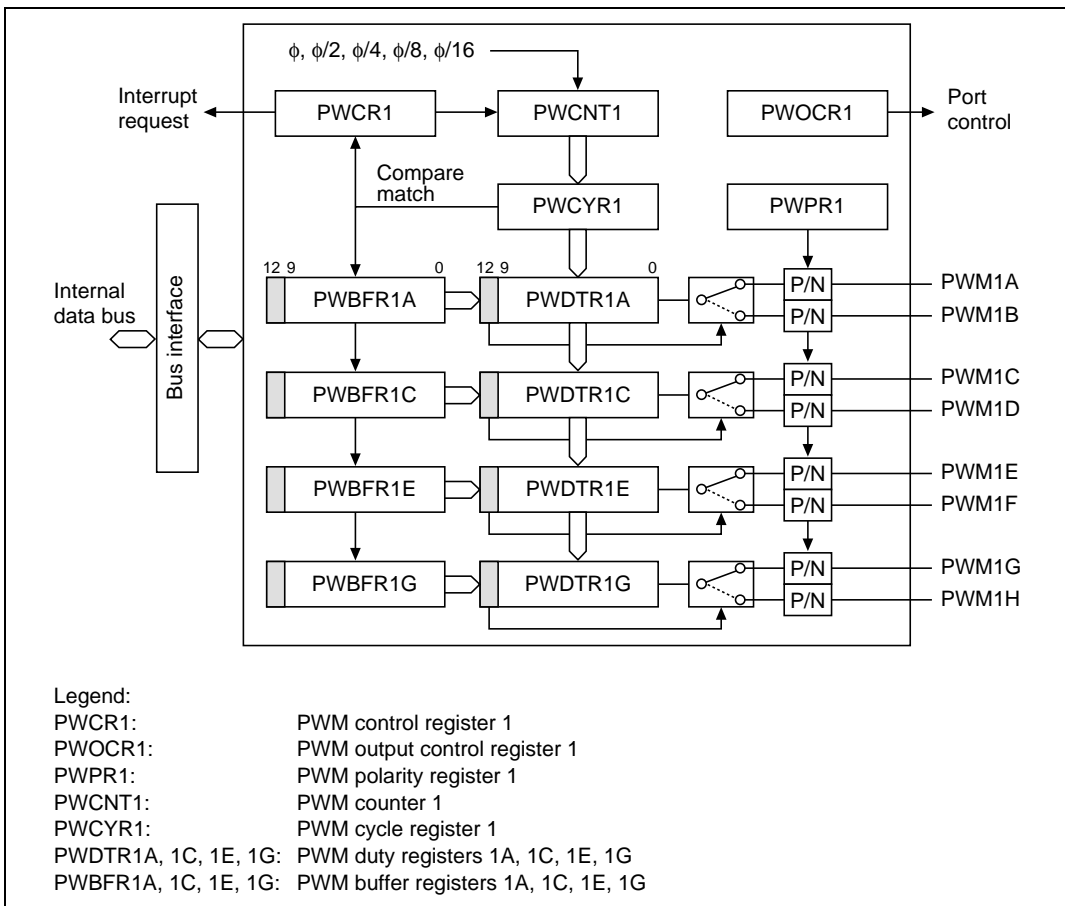 ϕ, ϕ/2, ϕ/4, ϕ/8, ϕ/16
Interrupt
request
PWCR1
PWCNT1
PWOCR1
Port
control
Compare
match
PWCYR1
PWPR1
Internal
data bus
Bus interface
12 9 0
PWBFR1A
12 9 0
PWDTR1A
P/N
PWM1A
P/N
PWM1B
PWBFR1C
PWDTR1C
P/N
PWM1C
P/N
PWM1D
PWBFR1E
PWDTR1E
P/N
PWM1E
P/N
PWM1F
PWBFR1G
PWDTR1G
P/N
PWM1G
P/N
PWM1H
Legend:
PWCR1: PWM control register 1
PWOCR1: PWM output control register 1
PWPR1: PWM polarity register 1
PWCNT1: PWM counter 1
PWCYR1: PWM cycle register 1
PWDTR1A, 1C, 1E, 1G: PWM duty registers 1A, 1C, 1E, 1G
PWBFR1A, 1C, 1E, 1G: PWM buffer registers 1A, 1C, 1E, 1G